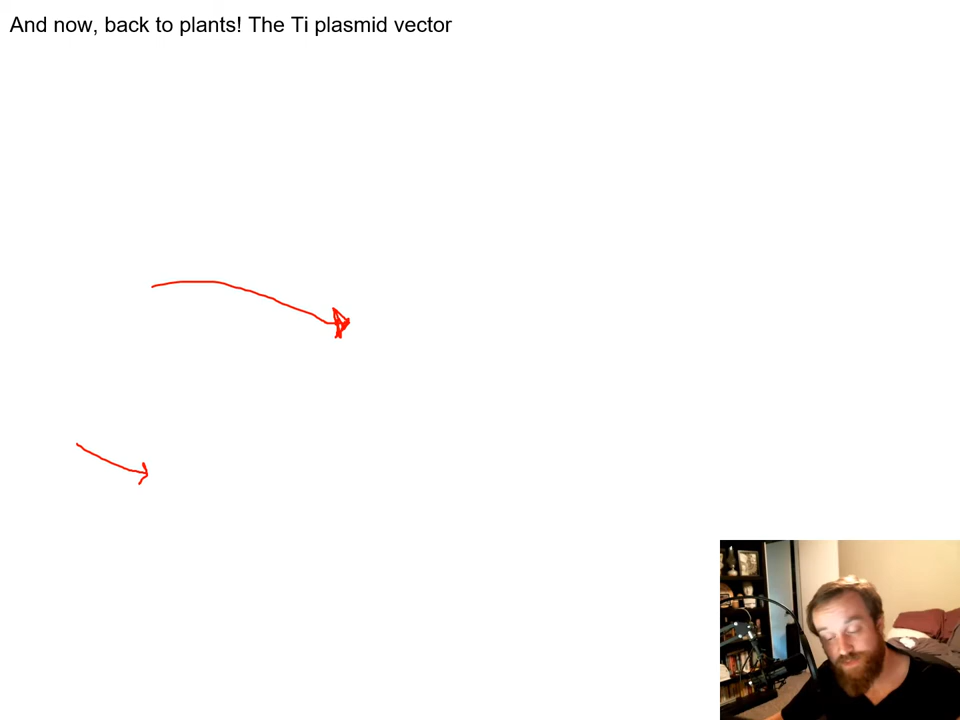 And now, back to plants! The Ti plasmid vector